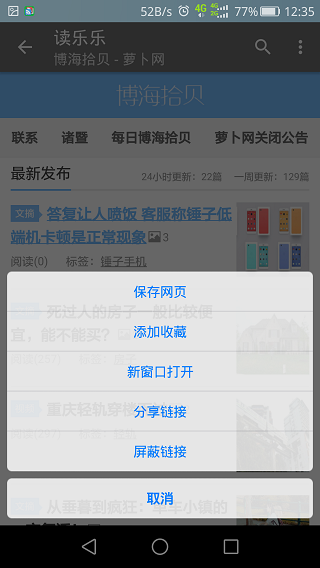 52B/s 4G 4G 2G 77% 12:35
读乐乐
博海拾贝 - 萝卜网
博海拾贝
联系 诸暨 每日博海拾贝 萝卜网关闭公告
最新发布 24小时更新：22篇 一周更新：129篇
文摘 答复让人喷饭 客服称锤子低
端机卡顿是正常现象 3
阅读(0) 标签：锤子手机
保存网页
死过人的房子一般比较便
添加收藏
宜，能不能买？
新窗口打开
重庆轻轨穿楼
分享链接
屏蔽链接
取消
从垂暮到疯狂：
小镇的